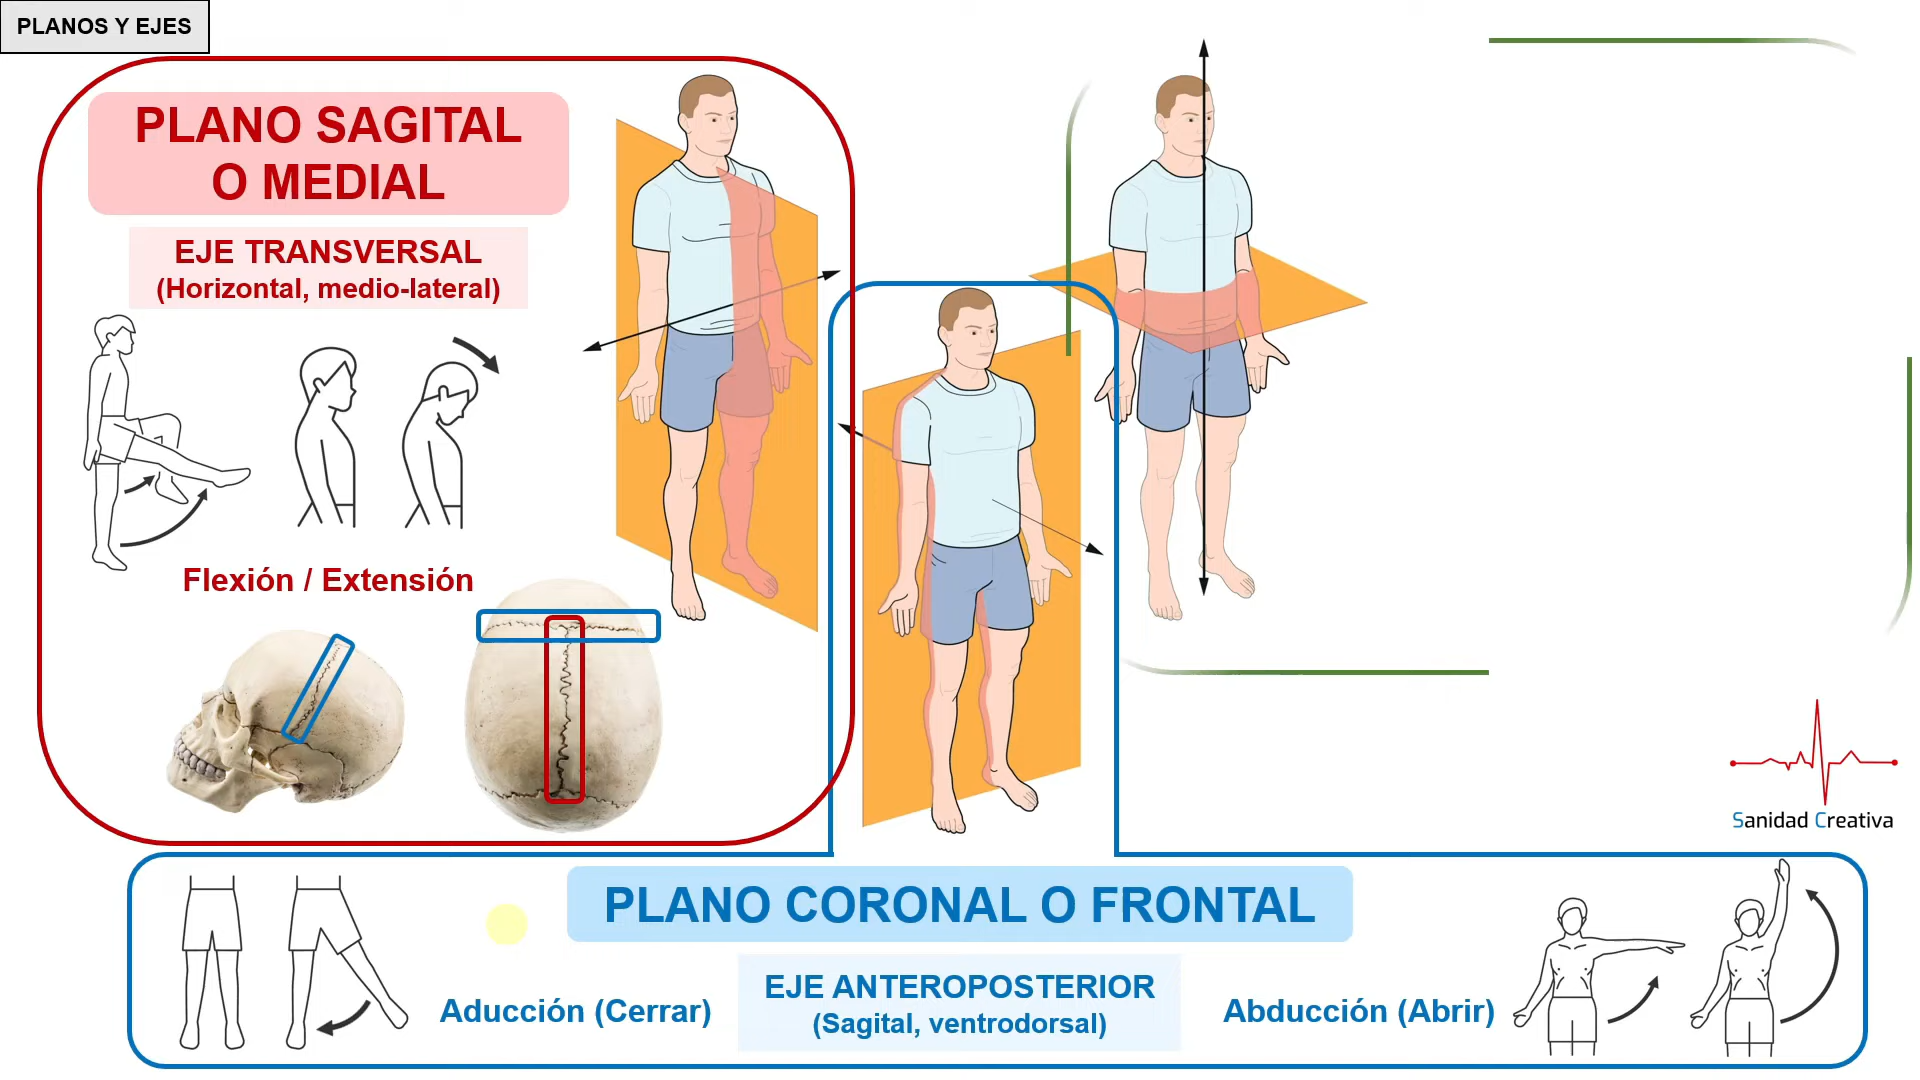 PLANOS Y EJES
PLANO SAGITAL
O MEDIAL
EJE TRANSVERSAL
(Horizontal, medio-lateral)
Flexión / Extensión
Sanidad Creativa
PLANO CORONAL O FRONTAL
Aducción (Cerrar)
EJE ANTEROPOSTERIOR
(Sagital, ventrodorsal)
Abducción (Abrir)